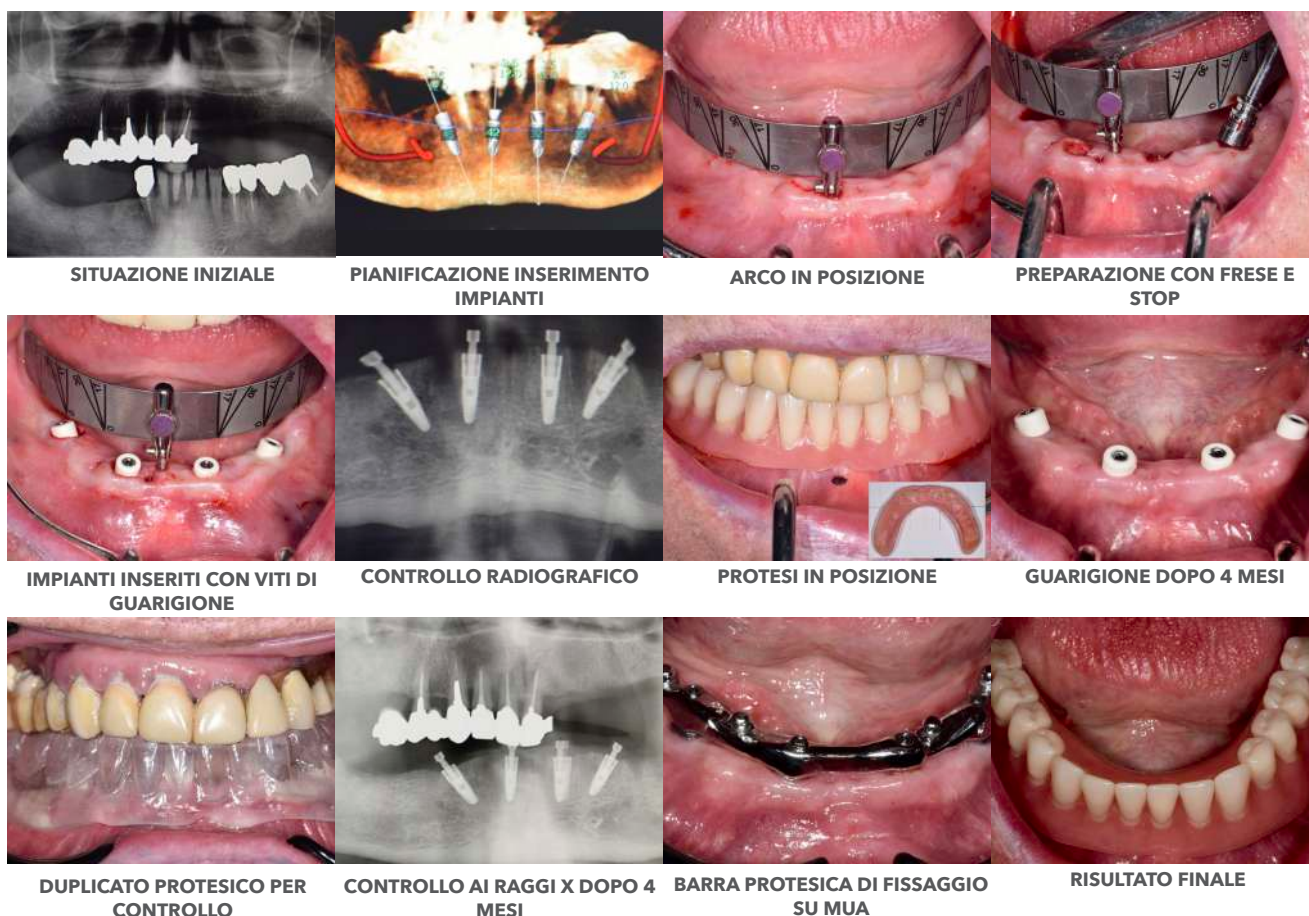 SITUAZIONE INIZIALE
PIANIFICAZIONE INSERIMENTO
IMPIANTI
ARCO IN POSIZIONE
PREPARAZIONE CON FRESE E
STOP
IMPIANTI INSERITI CON VITI DI
GUARIGIONE
CONTROLLO RADIOGRAFICO
PROTESI IN POSIZIONE
GUARIGIONE DOPO 4 MESI
DUPLICATO PROTESICO PER
CONTROLLO
CONTROLLO AI RAGGI X DOPO 4
MESI
BARRA PROTESICA DI FISSAGGIO
SU MUA
RISULTATO FINALE